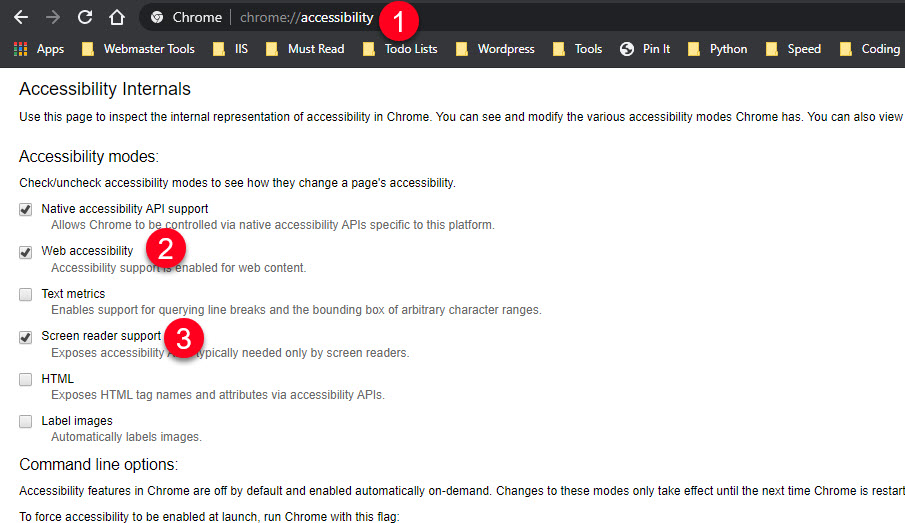 Chrome chrome://accessibility 1
Apps Webmaster Tools IIS Must Read Todo Lists Wordpress Tools Pin It Python Speed Coding
Accessibility Internals
Use this page to inspect the internal representation of accessibility in Chrome. You can see and modify the various accessibility modes Chrome has. You can also view
Accessibility modes:
Check/uncheck accessibility modes to see how they change a page's accessibility.
Native accessibility API support
Allows Chrome to be controlled via native accessibility APIs specific to this platform.
Web accessibility 2
Accessibility support is enabled for web content.
Text metrics
Enables support for querying line breaks and the bounding box of arbitrary character ranges.
Screen reader support 3
Exposes accessibility typically needed only by screen readers.
HTML
Exposes HTML tag names and attributes via accessibility APIs.
Label images
Automatically labels images.
Command line options:
Accessibility features in Chrome are off by default and enabled automatically on-demand. Changes to these modes only take effect until the next time Chrome is restart
To force accessibility to be enabled at launch, run Chrome with this flag: